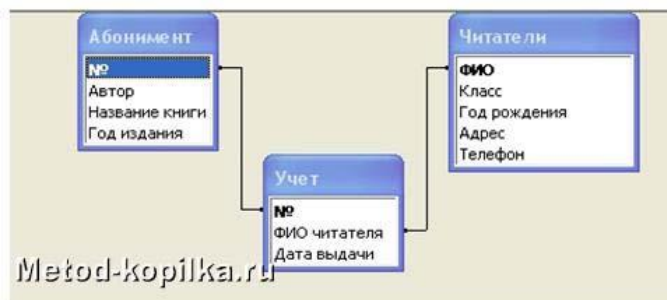 Абонимент
№
Автор
Название книги
Год издания
Читатели
ФИО
Класс
Год рождения
Адрес
Телефон
Учет
№
ФИО читателя
Дата выдачи
Metod-kopilka.ru